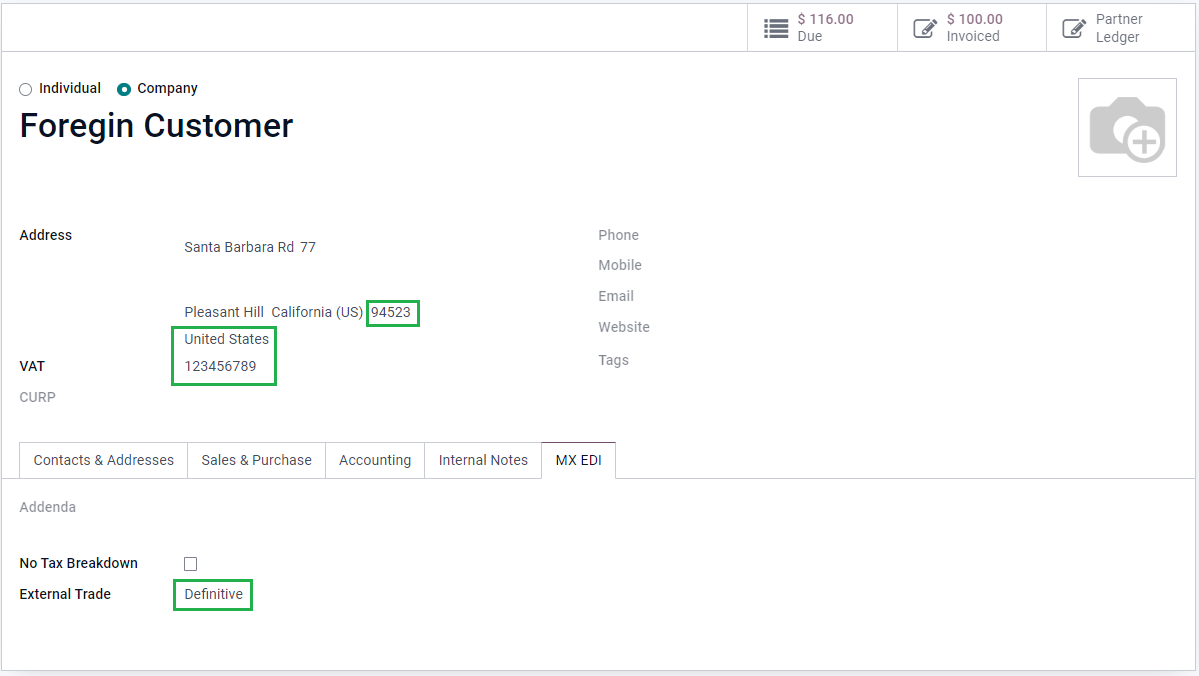 $ 116.00
Due
$ 100.00
Invoiced
Partner
Ledger
Individual Company
Foregin Customer
Address
Santa Barbara Rd 77
Pleasant Hill California (US) 94523
United States
VAT 123456789
CURP
Phone
Mobile
Email
Website
Tags
Contacts & Addresses Sales & Purchase Accounting Internal Notes MX EDI
Addenda
No Tax Breakdown
External Trade Definitive